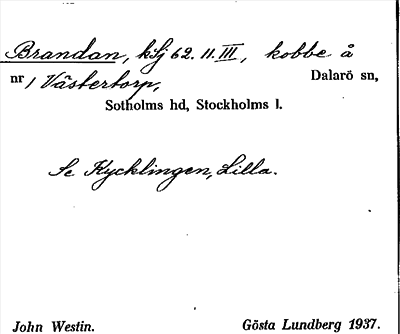 Brandan, kSj 62. 11. III, kobbe å
nr 1 Västertorp, Dalarö sn,
Sotholms hd, Stockholms l.
Se Kycklingen, Lilla.
John Westin. Gösta Lundberg 1937.